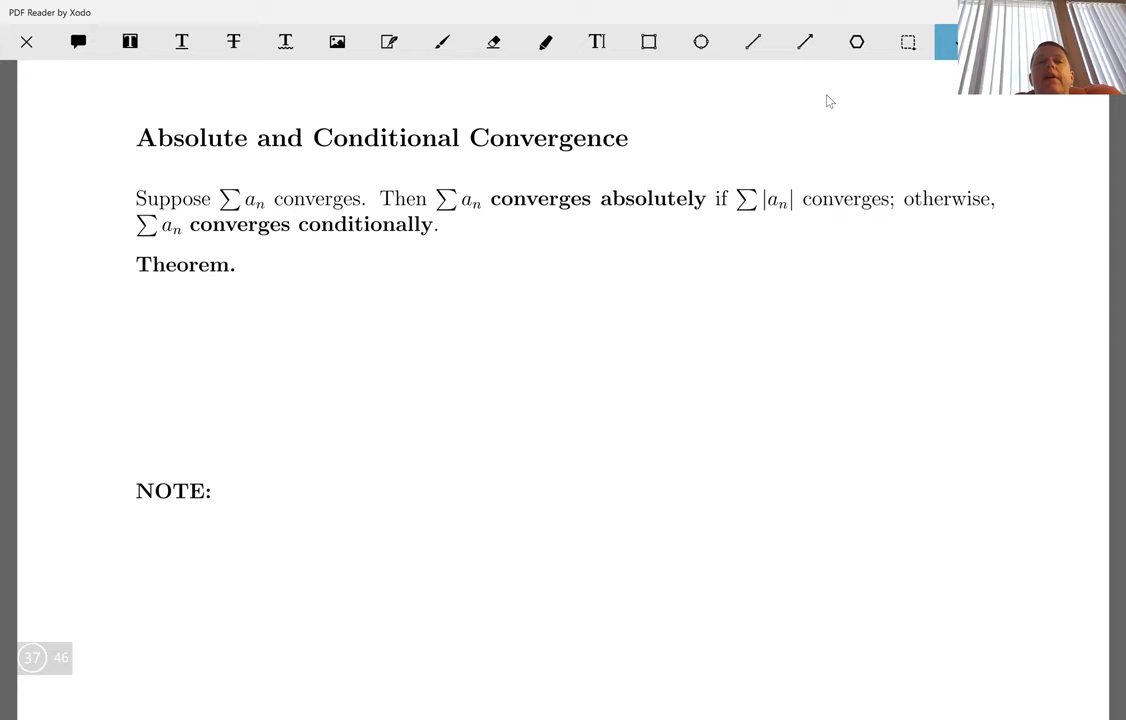 PDF Reader by Xodo
Absolute and Conditional Convergence
Suppose ∑ aₙ converges. Then ∑ aₙ converges absolutely if ∑ |aₙ| converges; otherwise,
∑ aₙ converges conditionally.
Theorem.
NOTE:
37 46